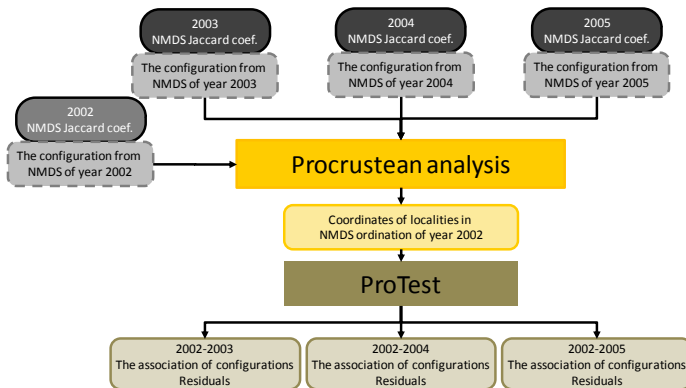 2003
NMDS Jaccard coef.
The configuration from
NMDS of year 2003
2004
NMDS Jaccard coef.
The configuration from
NMDS of year 2004
2005
NMDS Jaccard coef.
The configuration from
NMDS of year 2005
2002
NMDS Jaccard coef.
The configuration from
NMDS of year 2002
Procrustean analysis
Coordinates of localities in
NMDS ordination of year 2002
ProTest
2002-2003
The association of configurations
Residuals
2002-2004
The association of configurations
Residuals
2002-2005
The association of configurations
Residuals